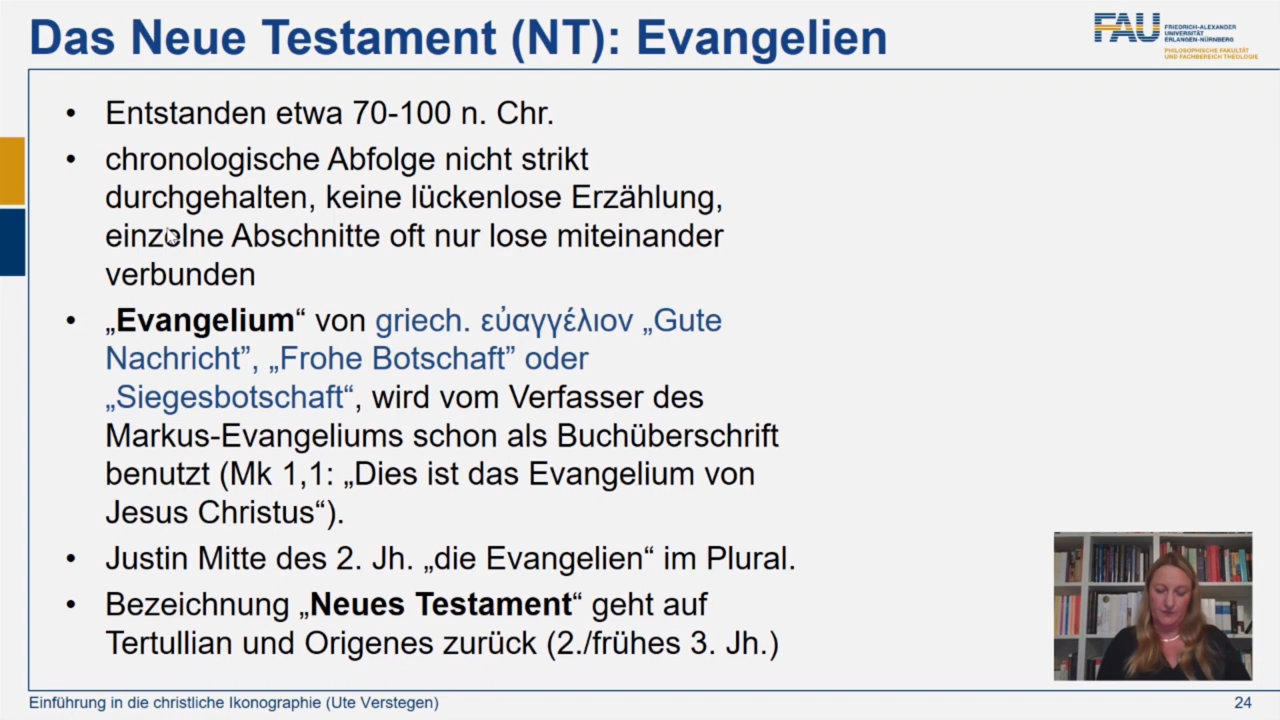 Das Neue Testament (NT): Evangelien
FAU
FRIEDRICH-ALEXANDER
UNIVERSITÄT
ERLANGEN-NÜRNBERG
PHILOSOPHISCHE FAKULTÄT
UND FACHBEREICH THEOLOGIE
• Entstanden etwa 70-100 n. Chr.
• chronologische Abfolge nicht strikt
durchgehalten, keine lückenlose Erzählung,
einzelne Abschnitte oft nur lose miteinander
verbunden
• „Evangelium“ von griech. εὐαγγέλιον „Gute
Nachricht”, „Frohe Botschaft” oder
„Siegesbotschaft“, wird vom Verfasser des
Markus-Evangeliums schon als Buchüberschrift
benutzt (Mk 1,1: „Dies ist das Evangelium von
Jesus Christus“).
• Justin Mitte des 2. Jh. „die Evangelien“ im Plural.
• Bezeichnung „Neues Testament“ geht auf
Tertullian und Origenes zurück (2./frühes 3. Jh.)
Einführung in die christliche Ikonographie (Ute Verstegen)
24